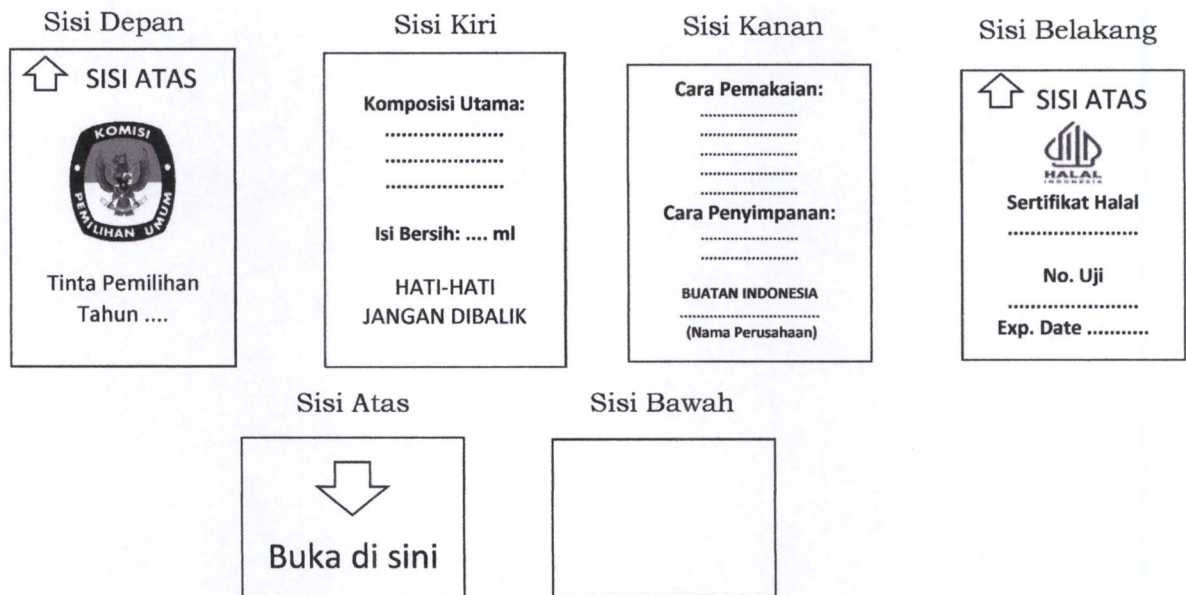 Sisi Depan
SISI ATAS
KOMISI
PEMILIHAN UMUM
Tinta Pemilihan
Tahun ....
Sisi Kiri
Komposisi Utama:
......................
......................
......................
Isi Bersih: .... ml
HATI-HATI
JANGAN DIBALIK
Sisi Kanan
Cara Pemakaian:
......................
......................
......................
......................
......................
Cara Penyimpanan:
......................
......................
BUATAN INDONESIA
................................
(Nama Perusahaan)
Sisi Belakang
SISI ATAS
HALAL
INDONESIA
Sertifikat Halal
........................
No. Uji
........................
Exp. Date ...........
Sisi Atas
Buka di sini
Sisi Bawah